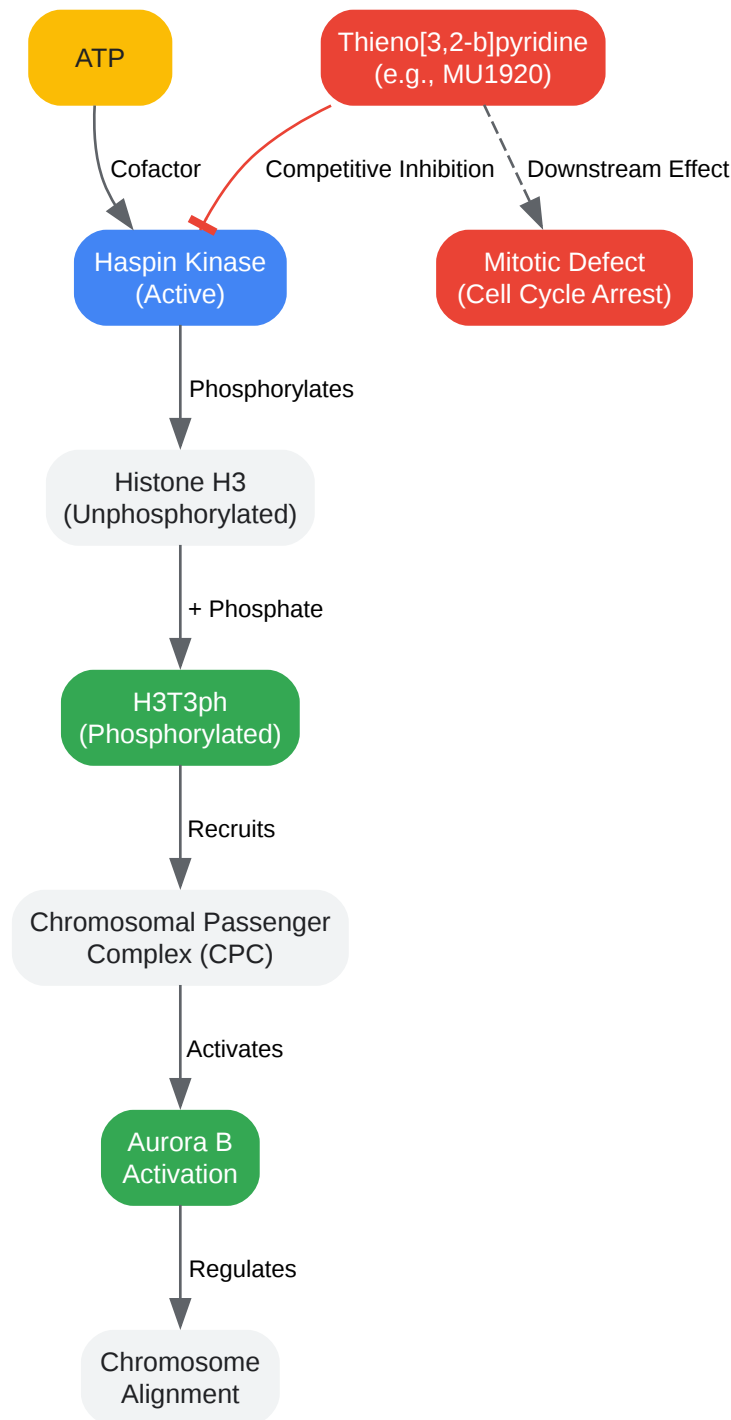 ATP
Thieno[3,2-b]pyridine
(e.g., MU1920)
Cofactor
Competitive Inhibition
Downstream Effect
Haspin Kinase
(Active)
Mitotic Defect
(Cell Cycle Arrest)
Phosphorylates
Histone H3
(Unphosphorylated)
+ Phosphate
H3T3ph
(Phosphorylated)
Recruits
Chromosomal Passenger
Complex (CPC)
Activates
Aurora B
Activation
Regulates
Chromosome
Alignment